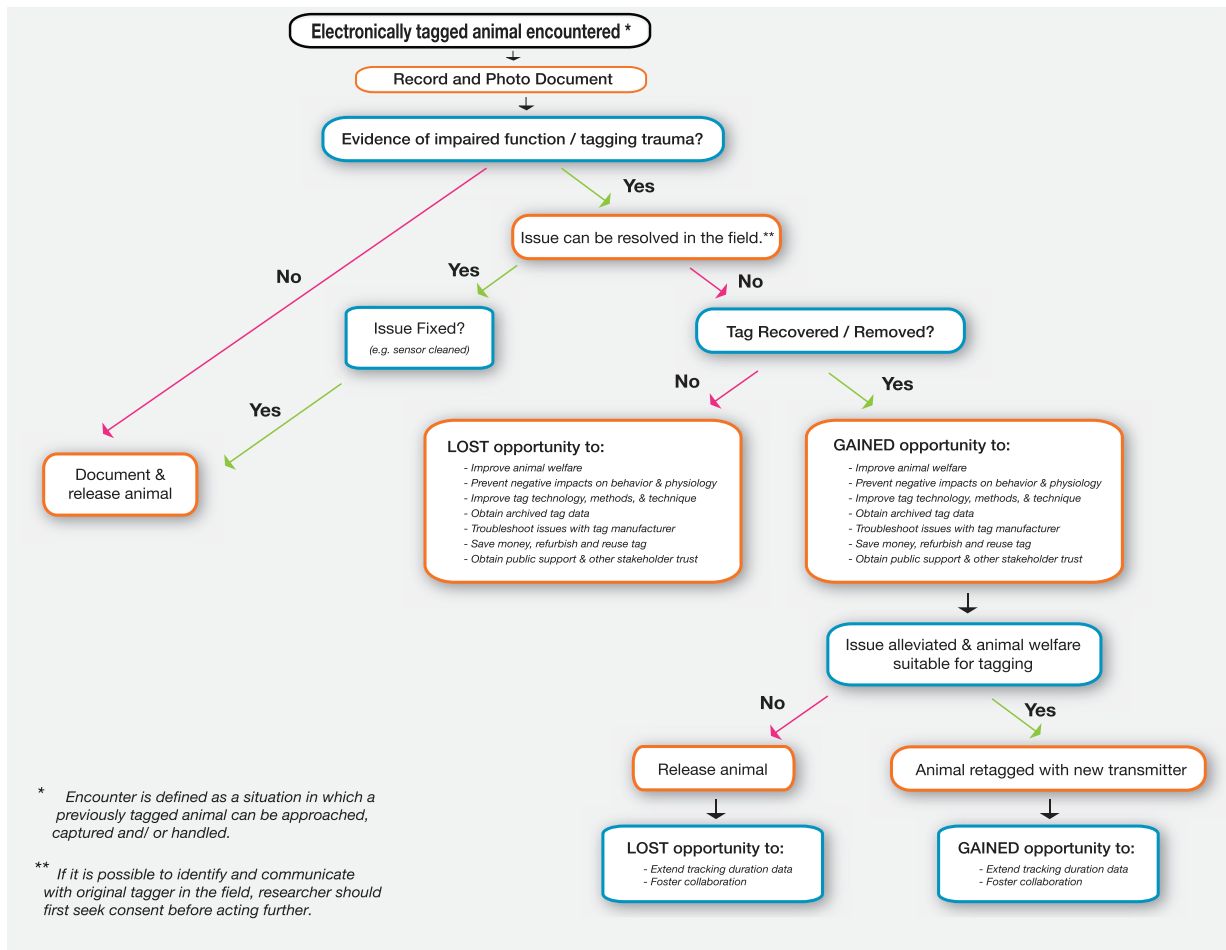 Electronically tagged animal encountered *
Record and Photo Document
Evidence of impaired function / tagging trauma?
Yes
Issue can be resolved in the field.**
No
Yes
No
Issue Fixed?
(e.g. sensor cleaned)
Tag Recovered / Removed?
No
Yes
Yes
Document &
release animal
LOST opportunity to:
- Improve animal welfare
- Prevent negative impacts on behavior & physiology
- Improve tag technology, methods, & technique
- Obtain archived tag data
- Troubleshoot issues with tag manufacturer
- Save money, refurbish and reuse tag
- Obtain public support & other stakeholder trust
GAINED opportunity to:
- Improve animal welfare
- Prevent negative impacts on behavior & physiology
- Improve tag technology, methods, & technique
- Obtain archived tag data
- Troubleshoot issues with tag manufacturer
- Save money, refurbish and reuse tag
- Obtain public support & other stakeholder trust
Issue alleviated & animal welfare
suitable for tagging
No
Yes
Release animal
Animal retagged with new transmitter
LOST opportunity to:
- Extend tracking duration data
- Foster collaboration
GAINED opportunity to:
- Extend tracking duration data
- Foster collaboration
* Encounter is defined as a situation in which a
previously tagged animal can be approached,
captured and/ or handled.
** If it is possible to identify and communicate
with original tagger in the field, researcher should
first seek consent before acting further.